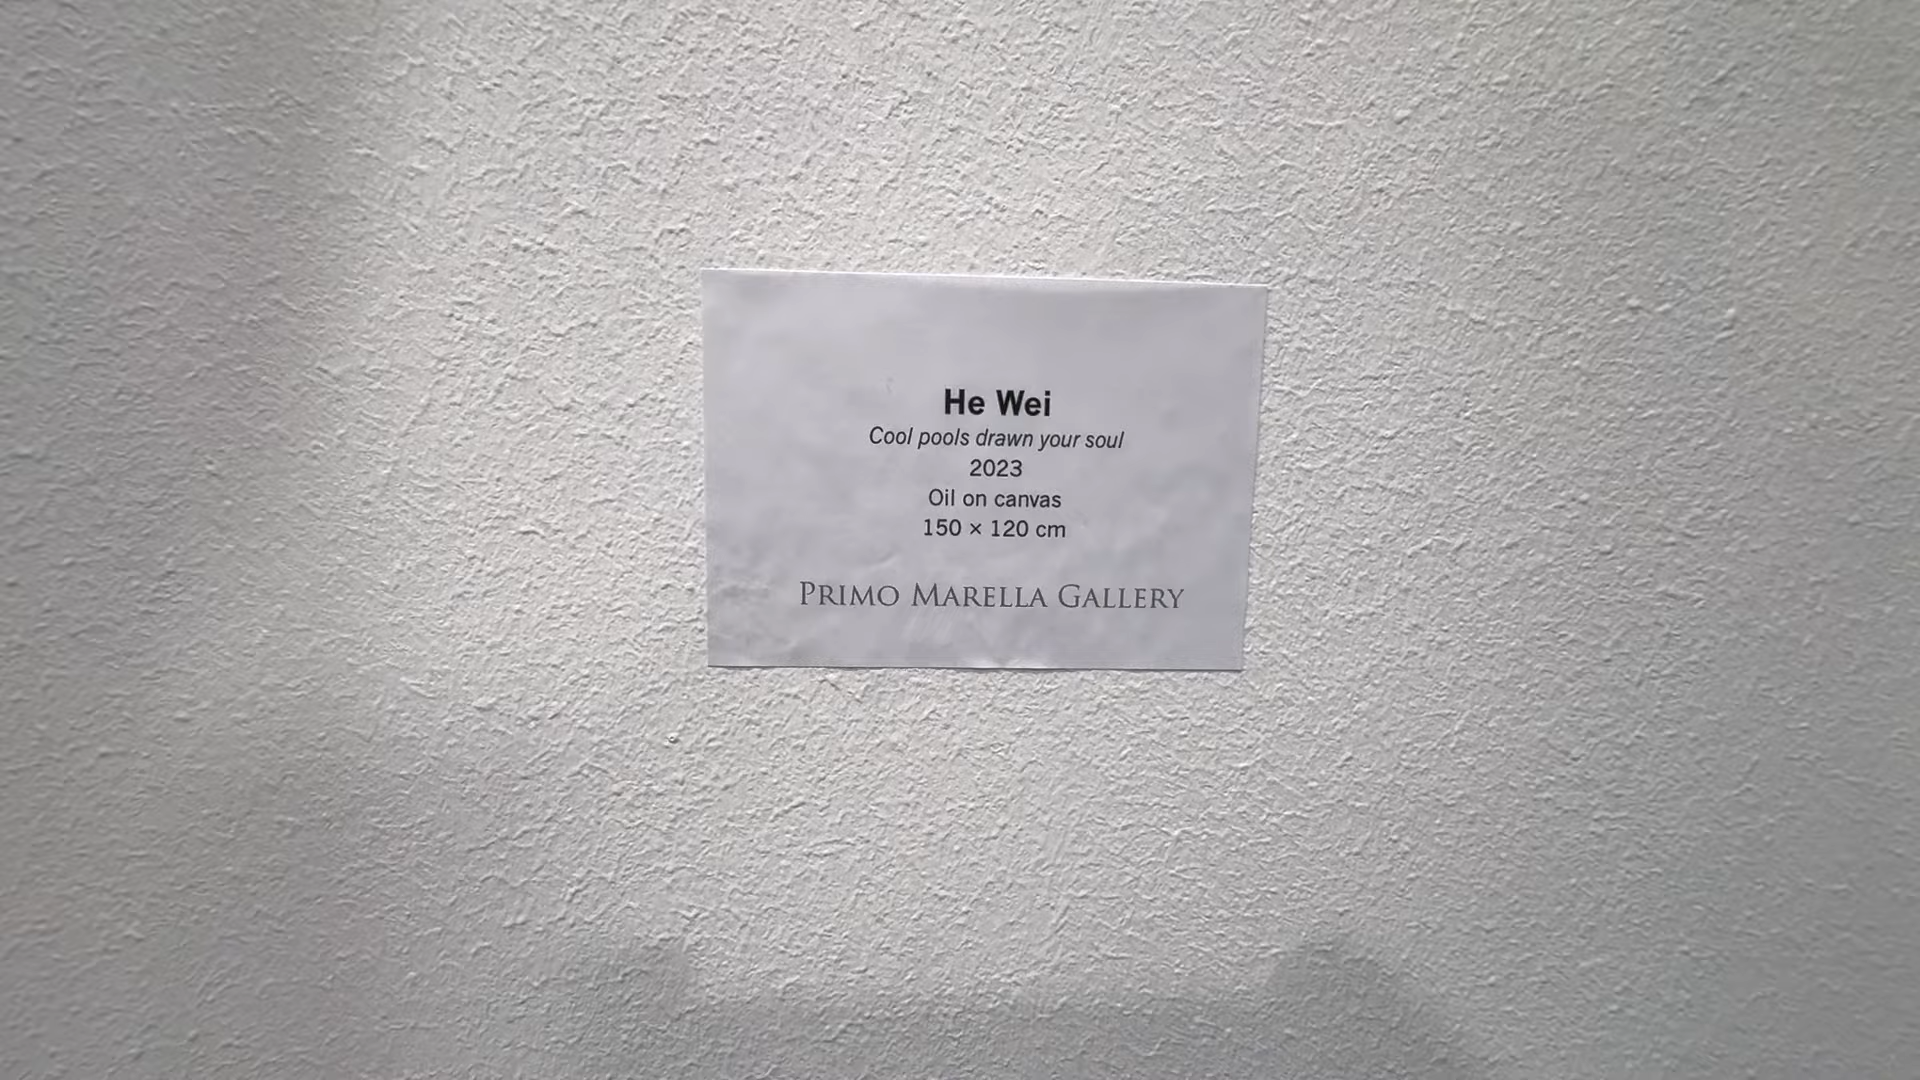 He Wei
Cool pools drawn your soul
2023
Oil on canvas
150 × 120 cm
PRIMO MARELLA GALLERY